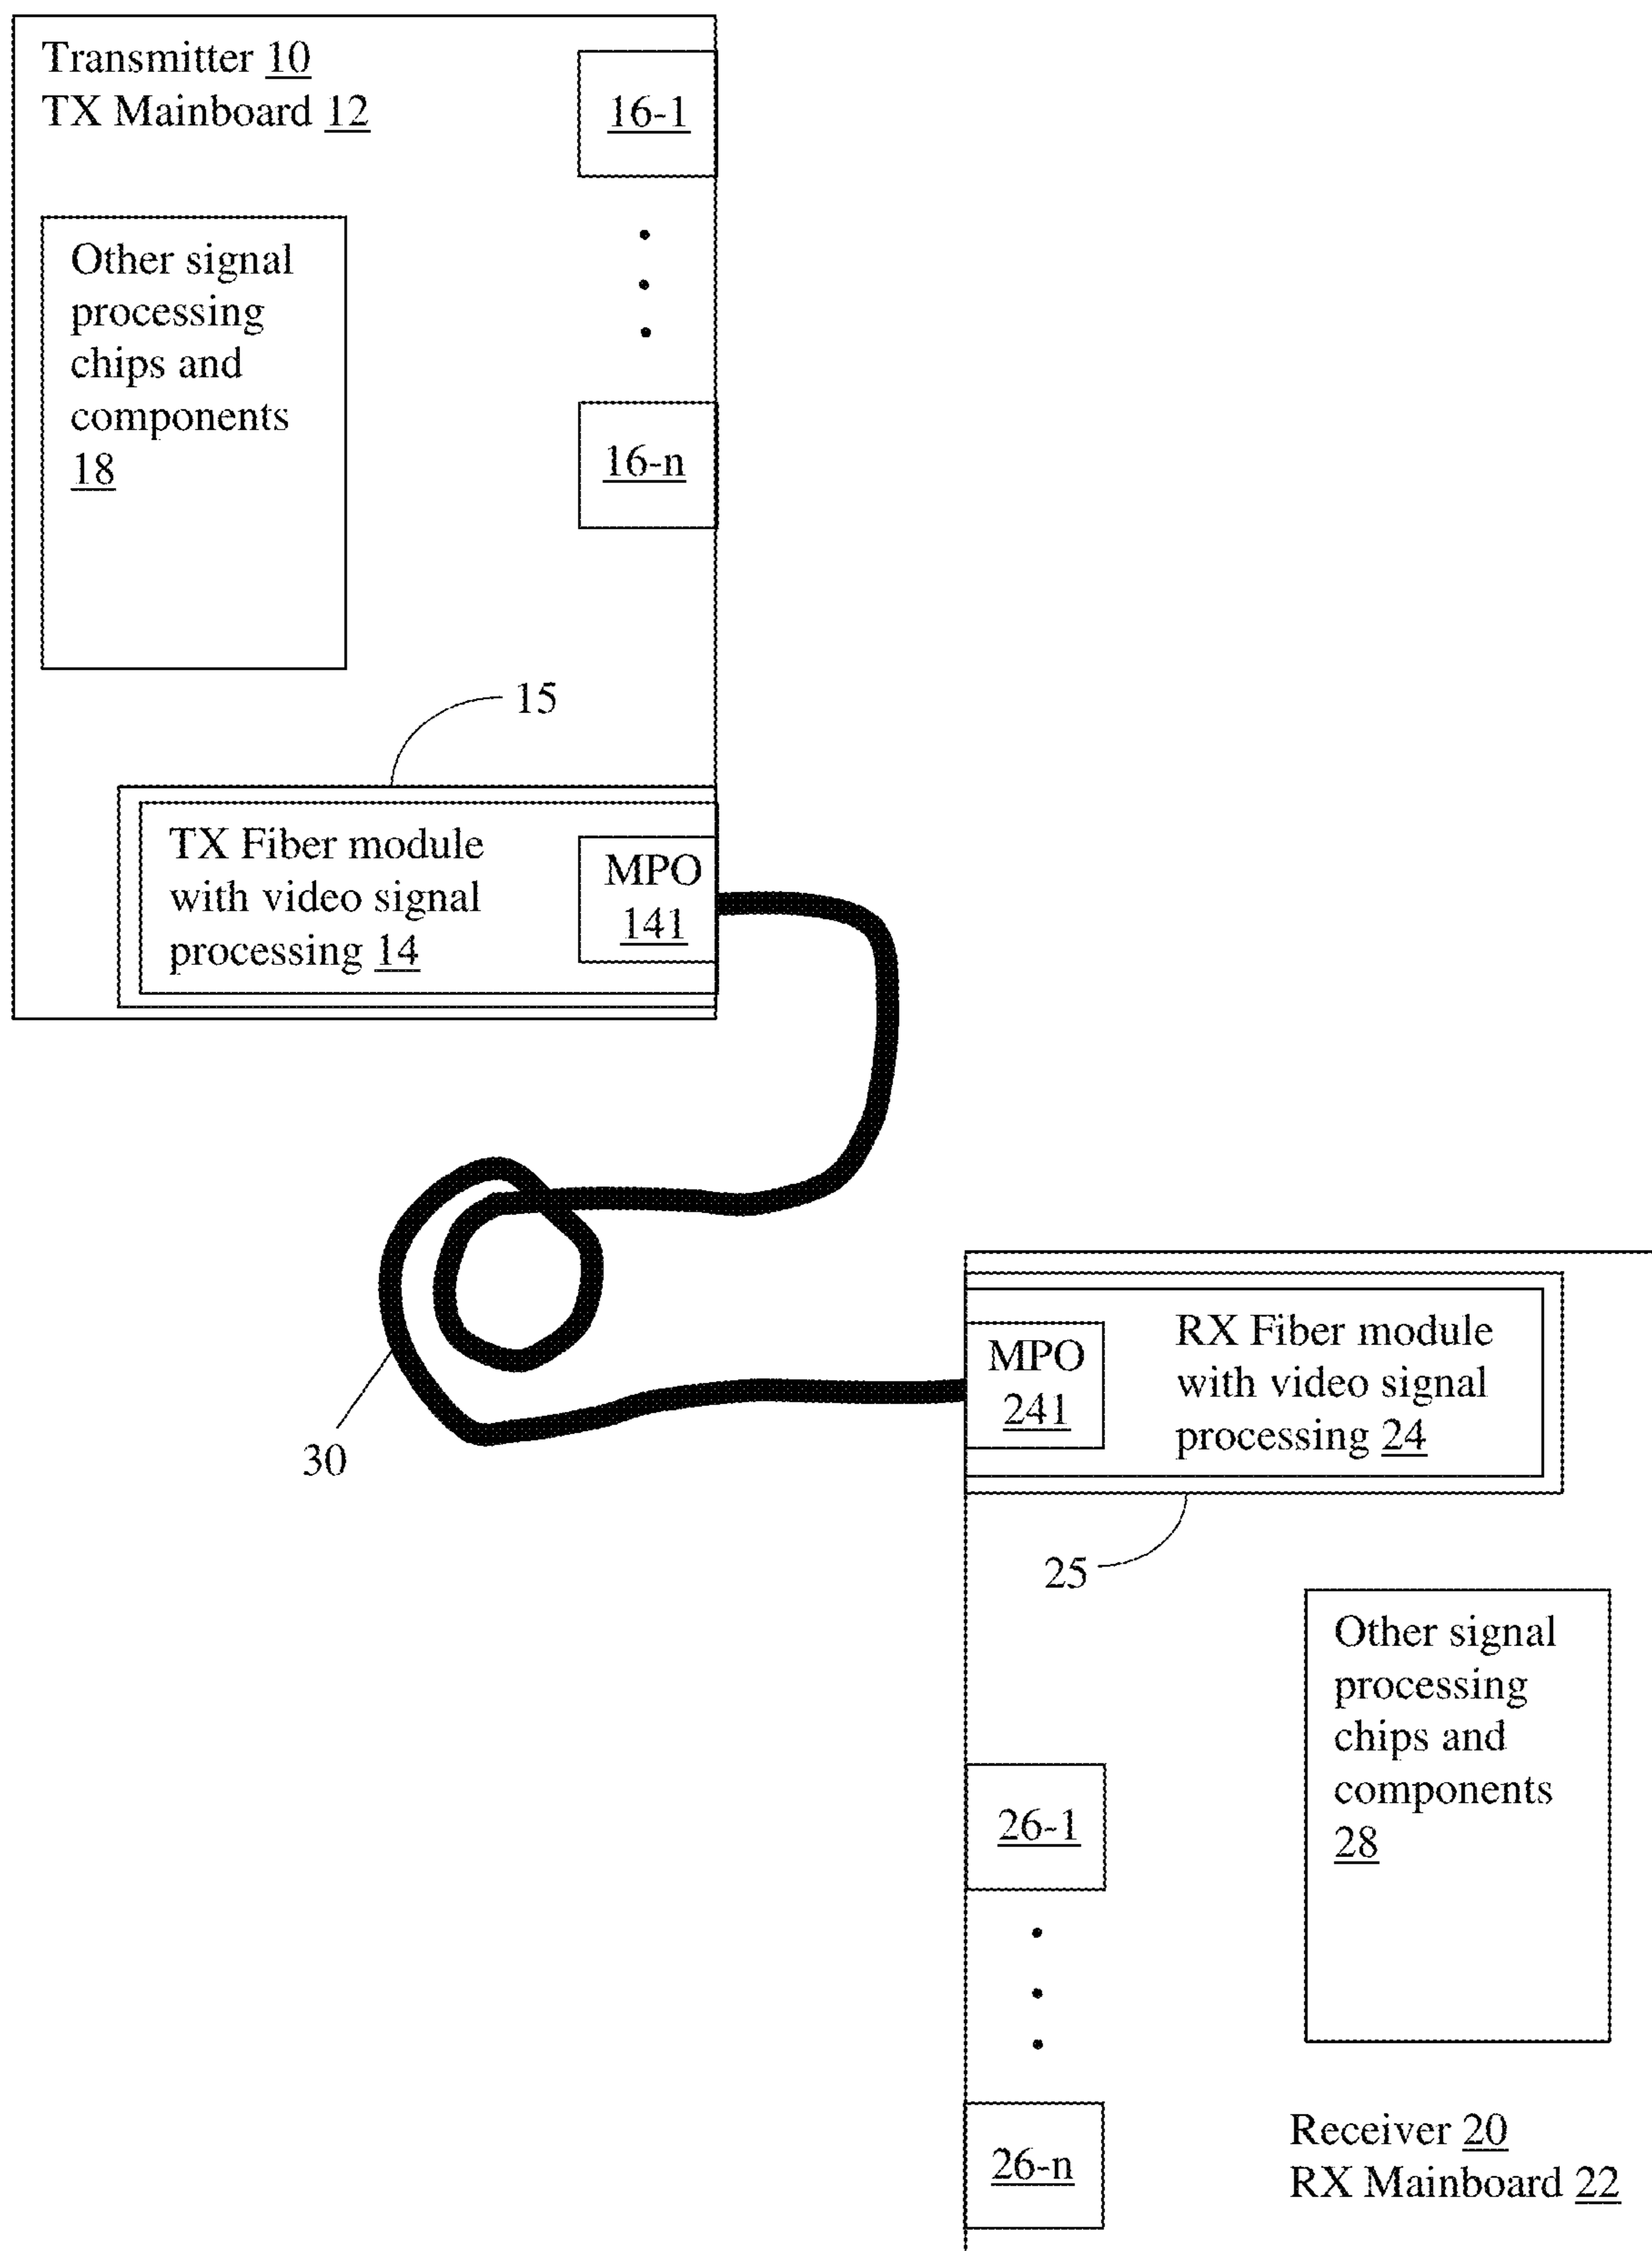 Transmitter 10
TX Mainboard 12
16-1
Other signal
processing
chips and
components
18
16-n
15
TX Fiber module
with video signal
processing 14
MPO
141
30
MPO
241
RX Fiber module
with video signal
processing 24
25
Other signal
processing
chips and
components
28
26-1
26-n
Receiver 20
RX Mainboard 22